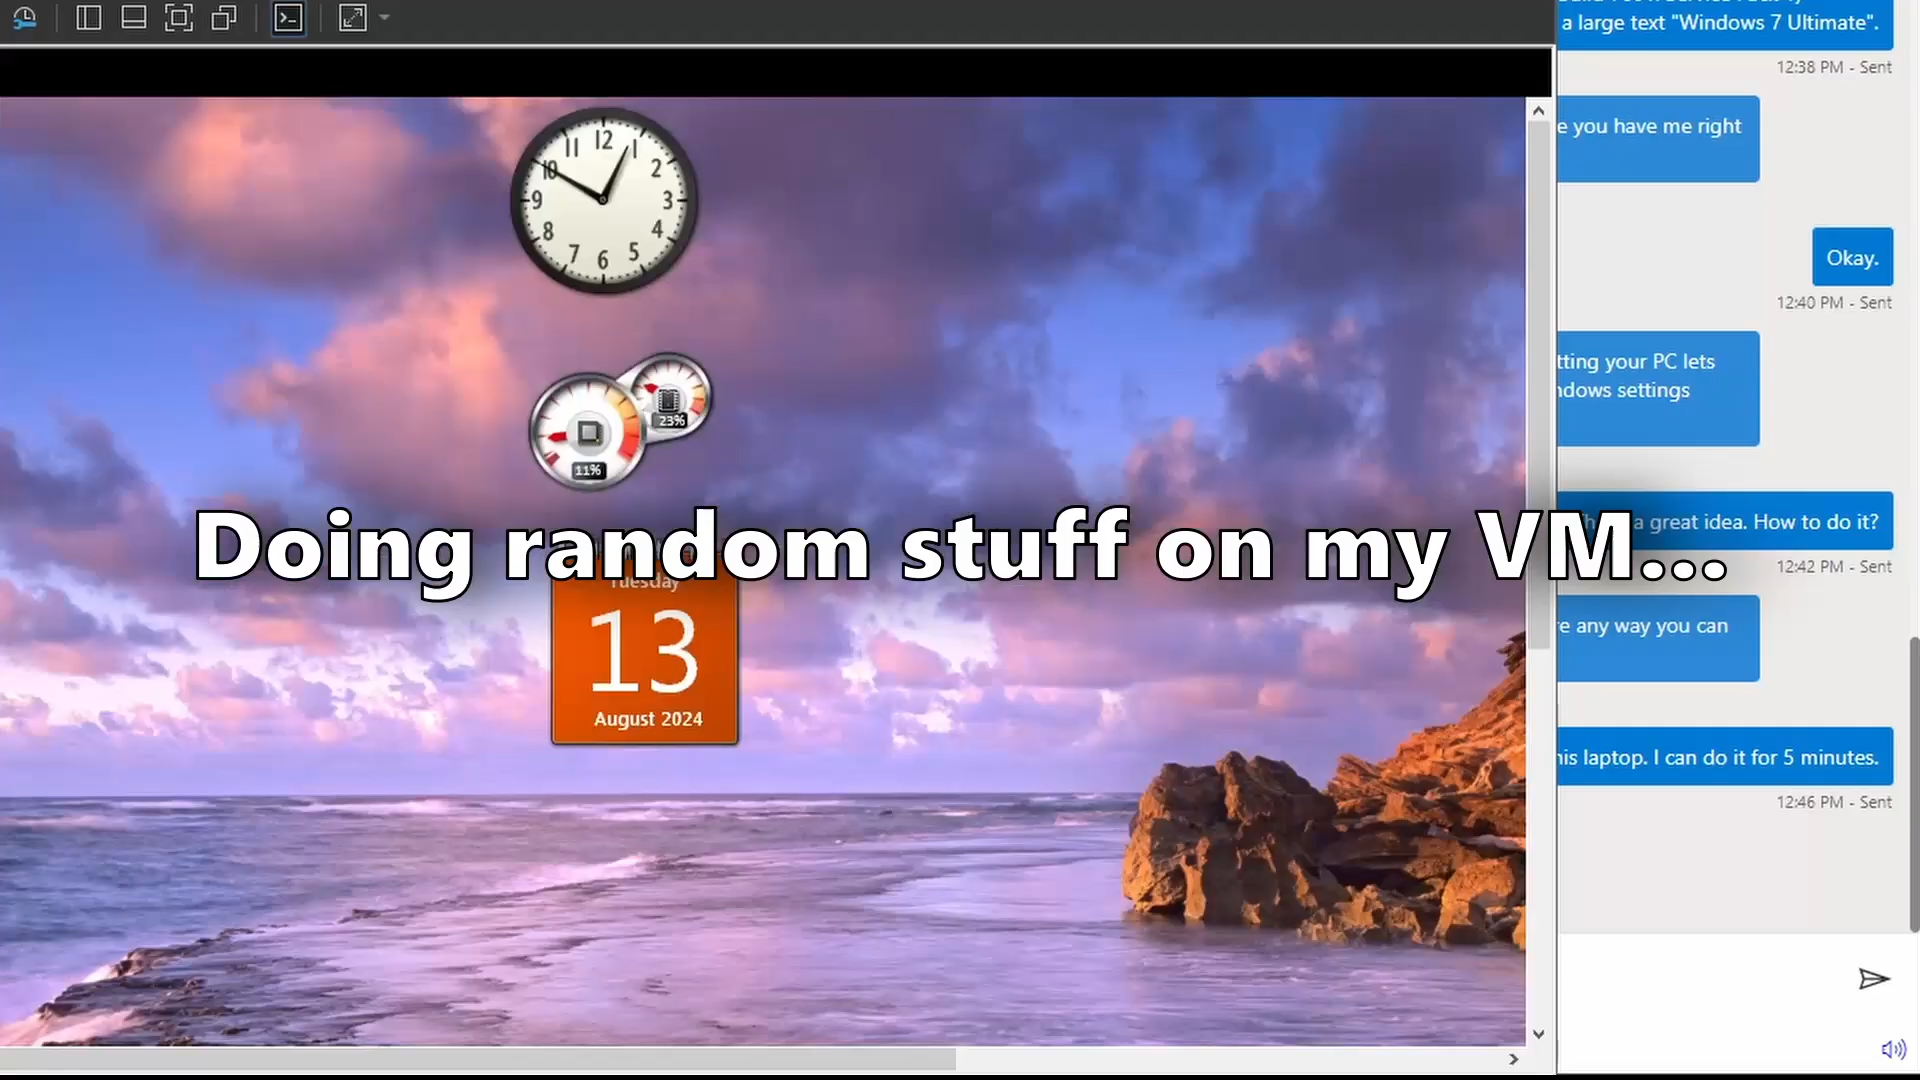 a large text "Windows 7 Ultimate".
12:38 PM - Sent
e you have me right
Okay.
12:40 PM - Sent
tting your PC lets
ndows settings
a great idea. How to do it?
12:42 PM - Sent
e any way you can
his laptop. I can do it for 5 minutes.
12:46 PM - Sent
12
1
2
3
4
5
6
7
8
9
10
11
23%
11%
Doing random stuff on my VM...
Tuesday
13
August 2024